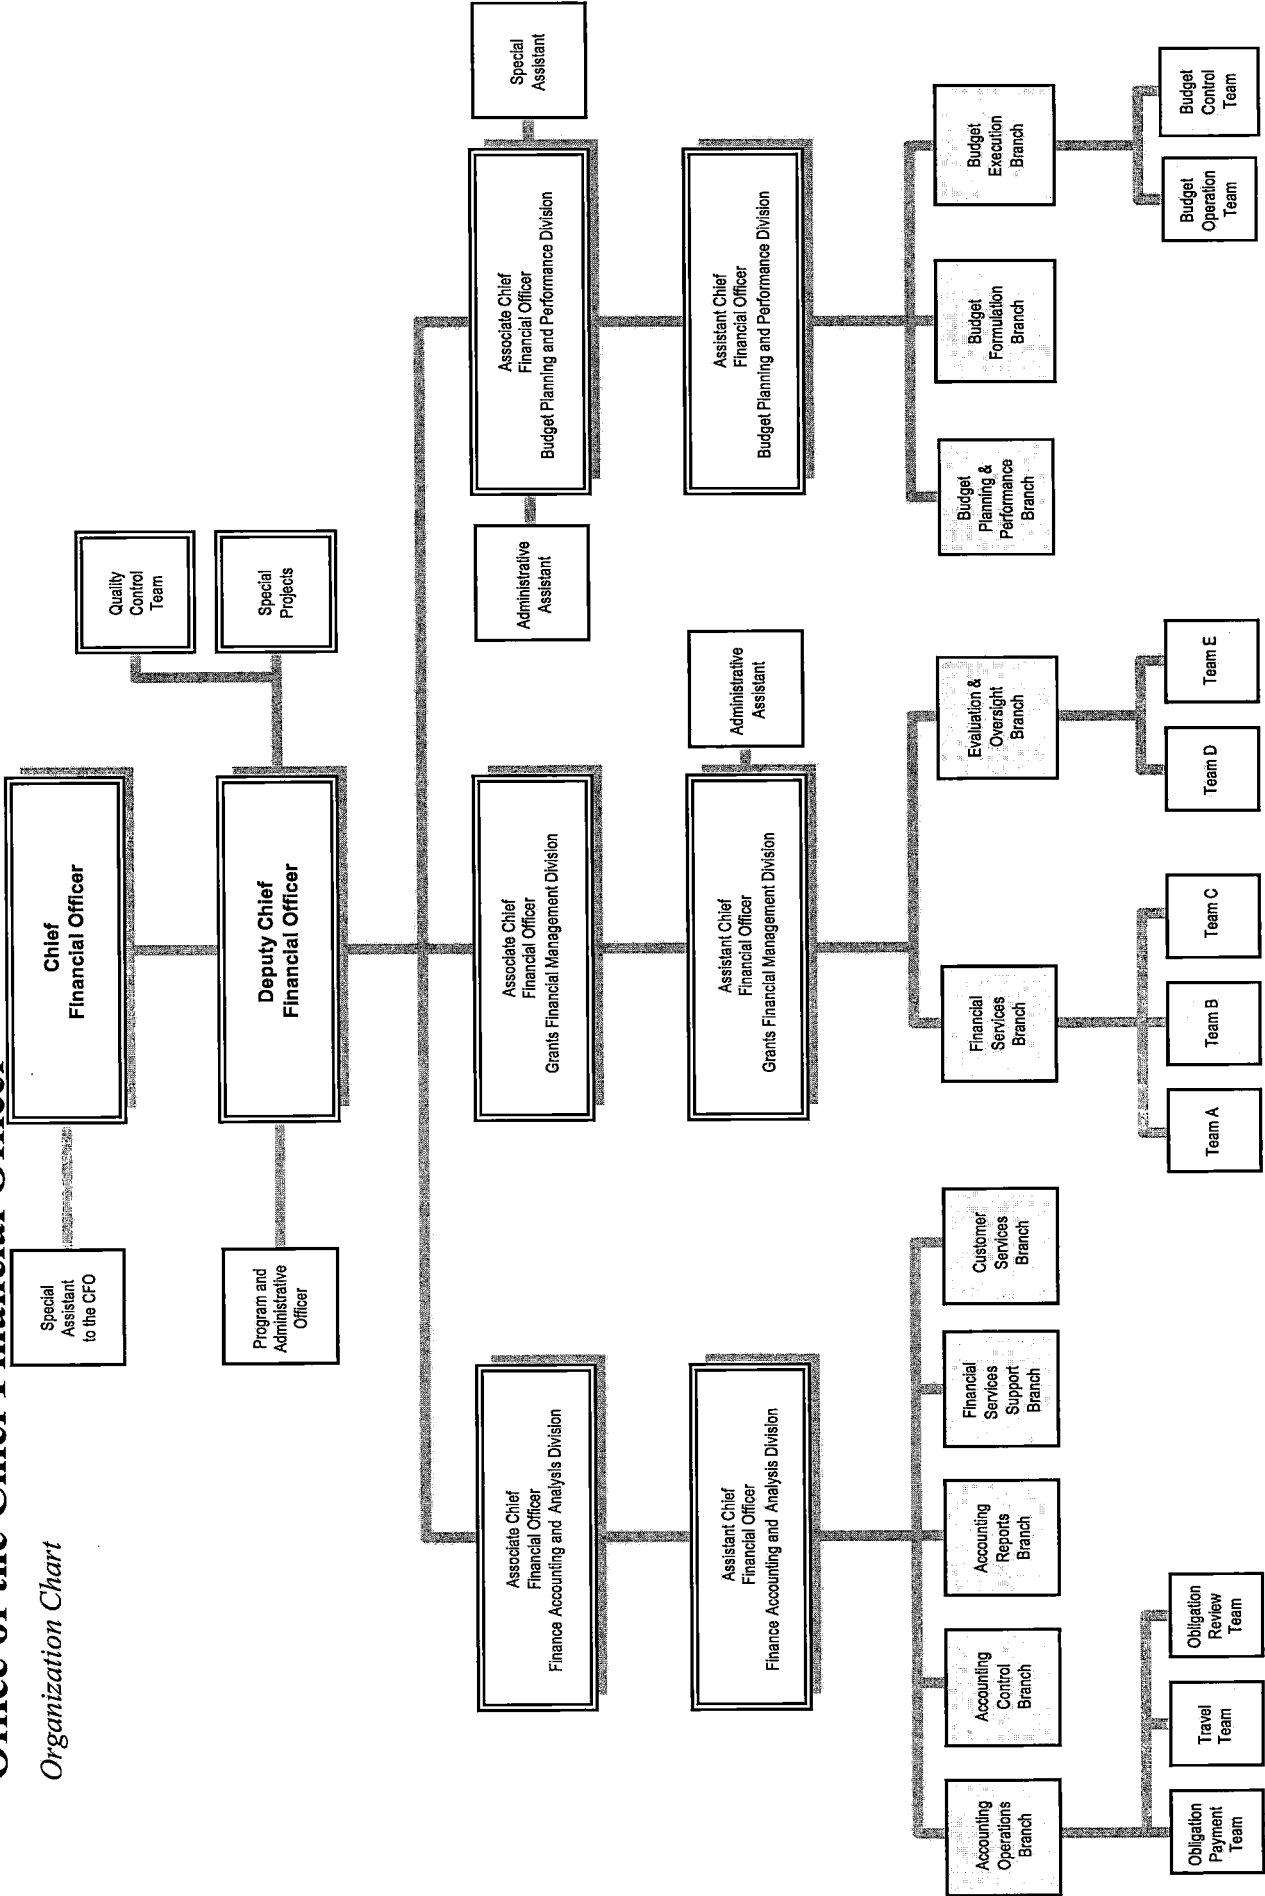 Office of the Chief Financial Officer
Organization Chart
Chief
Financial Officer
Special
Assistant
to the CFO
Quality
Control
Team
Deputy Chief
Financial Officer
Program and
Administrative
Officer
Special
Projects
Associate Chief
Financial Officer
Finance Accounting and Analysis Division
Associate Chief
Financial Officer
Grants Financial Management Division
Administrative
Assistant
Associate Chief
Financial Officer
Budget Planning and Performance Division
Special
Assistant
Assistant Chief
Financial Officer
Finance Accounting and Analysis Division
Assistant Chief
Financial Officer
Grants Financial Management Division
Administrative
Assistant
Assistant Chief
Financial Officer
Budget Planning and Performance Division
Accounting
Operations
Branch
Accounting
Control
Branch
Accounting
Reports
Branch
Financial
Services
Support
Branch
Customer
Services
Branch
Financial
Services
Branch
Evaluation &
Oversight
Branch
Budget
Planning &
Performance
Branch
Budget
Formulation
Branch
Budget
Execution
Branch
Obligation
Payment
Team
Travel
Team
Obligation
Review
Team
Team A
Team B
Team C
Team D
Team E
Budget
Operation
Team
Budget
Control
Team